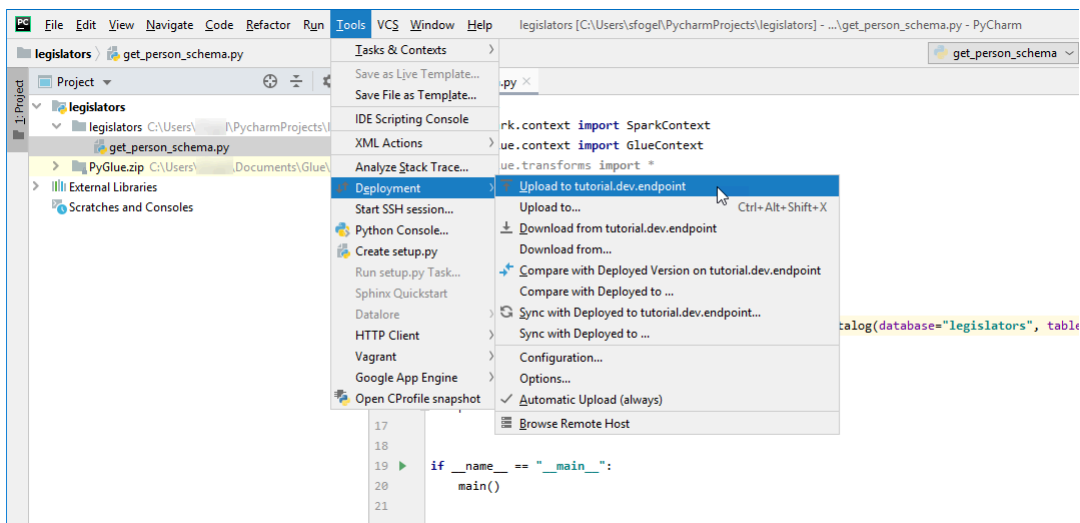 PC File Edit View Navigate Code Refactor Run Tools VCS Window Help legislators [C:\Users\sfogel\PycharmProjects\legislators] - ...\get_person_schema.py - PyCharm
legislators get_person_schema.py get_person_schema
1: Project
Project
legislators
legislators C:\Users\ l\PycharmProjects\l
get_person_schema.py
PyGlue.zip C:\Users\ .\Documents\Glue\
External Libraries
Scratches and Consoles
Tasks & Contexts
Save as Live Template...
Save File as Template...
IDE Scripting Console
XML Actions
Analyze Stack Trace...
Deployment
Start SSH session...
Python Console...
Create setup.py
Run setup.py Task...
Sphinx Quickstart
Datalore
HTTP Client
Vagrant
Google App Engine
Open CProfile snapshot
Upload to tutorial.dev.endpoint
Upload to... Ctrl+Alt+Shift+X
Download from tutorial.dev.endpoint
Download from...
Compare with Deployed Version on tutorial.dev.endpoint
Compare with Deployed to ...
Sync with Deployed to tutorial.dev.endpoint...
Sync with Deployed to ...
Configuration...
Options...
Automatic Upload (always)
Browse Remote Host
.py
rk.context import SparkContext
ue.context import GlueContext
ue.transforms import *
talog(database="legislators", table
17
18
19 if __name__ == "__main__":
20 main()
21